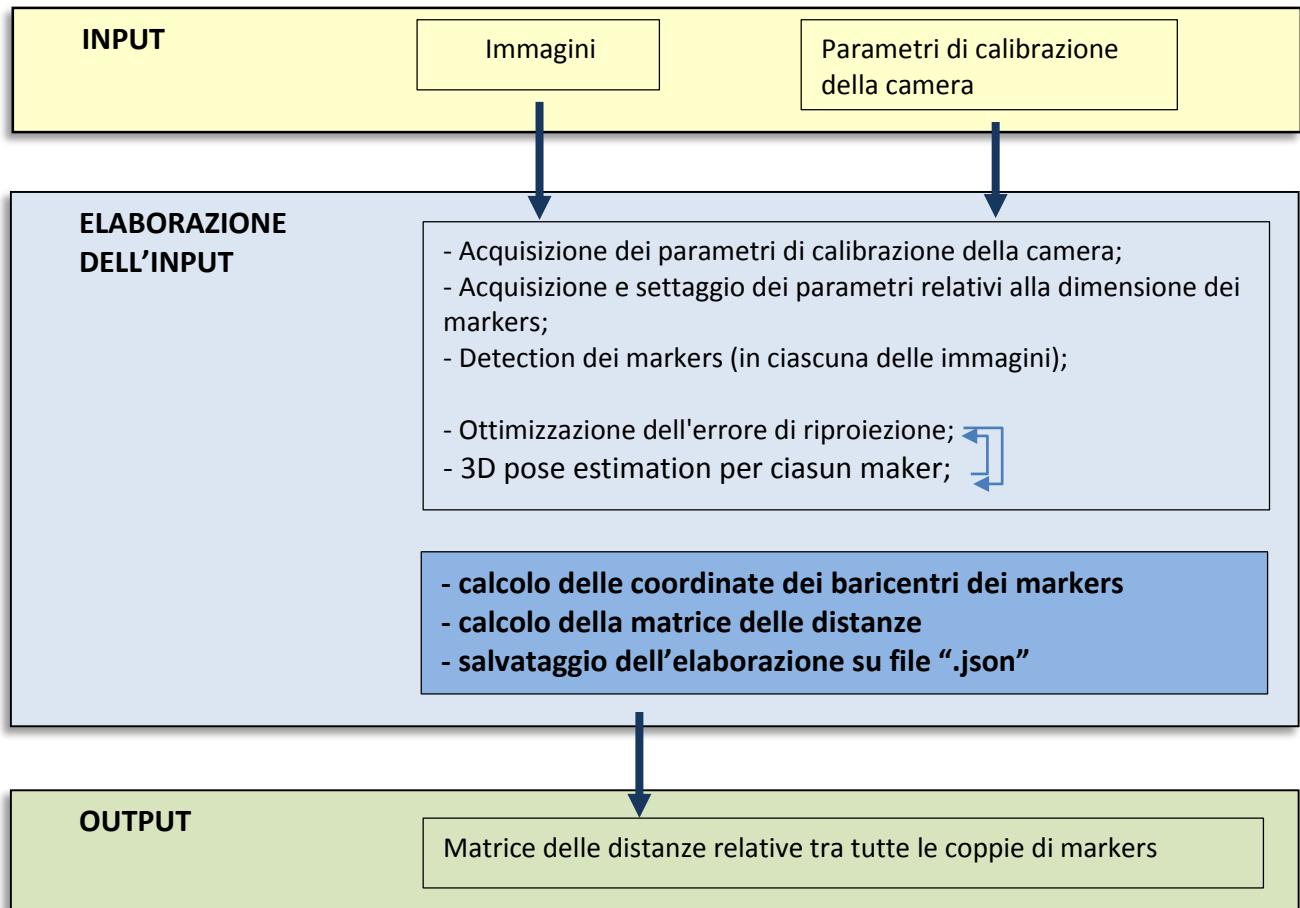 INPUT
Immagini
Parametri di calibrazione
della camera
ELABORAZIONE
DELL’INPUT
- Acquisizione dei parametri di calibrazione della camera;
- Acquisizione e settaggio dei parametri relativi alla dimensione dei
markers;
- Detection dei markers (in ciascuna delle immagini);
- Ottimizzazione dell'errore di riproiezione;
- 3D pose estimation per ciasun maker;
- calcolo delle coordinate dei baricentri dei markers
- calcolo della matrice delle distanze
- salvataggio dell’elaborazione su file “.json”
OUTPUT
Matrice delle distanze relative tra tutte le coppie di markers